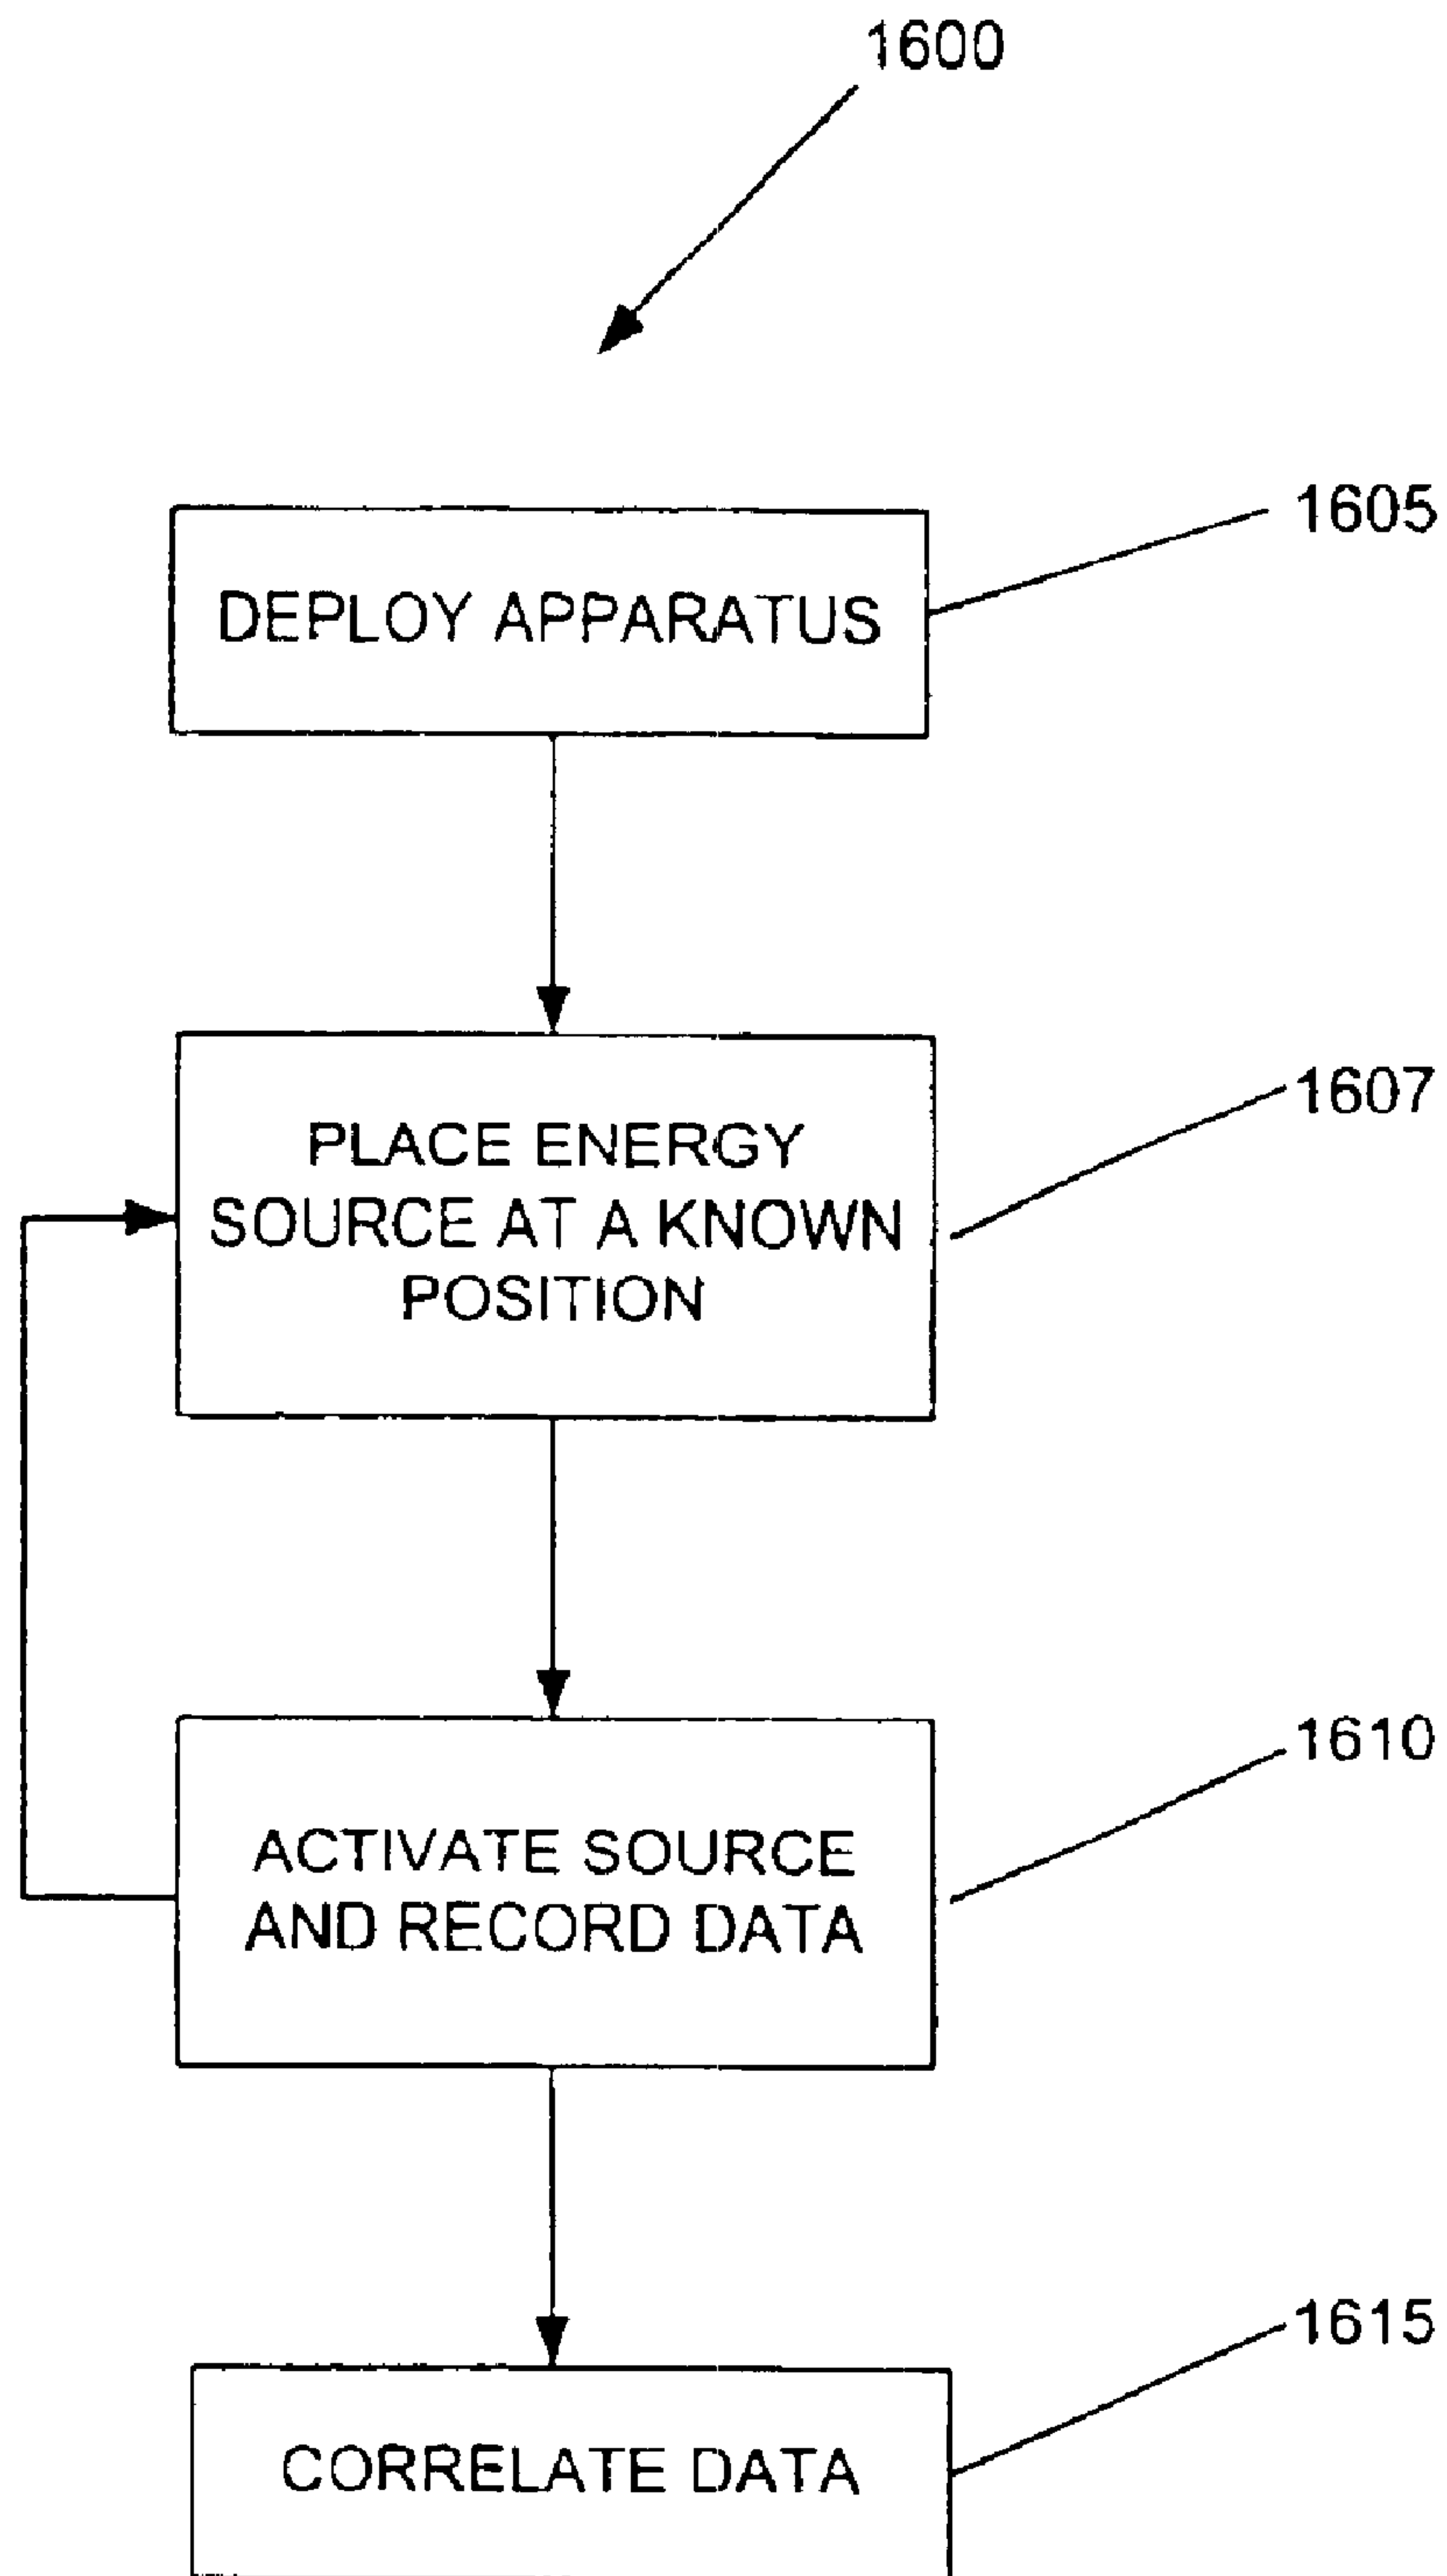 1600
DEPLOY APPARATUS
1605
PLACE ENERGY
SOURCE AT A KNOWN
POSITION
1607
ACTIVATE SOURCE
AND RECORD DATA
1610
CORRELATE DATA
1615